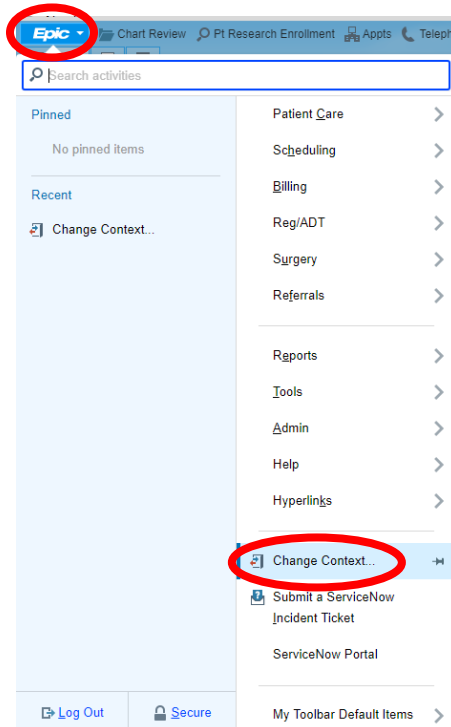 Epic Chart Review Pt Research Enrollment Appts Teleph
Search activities
Pinned
No pinned items
Recent
Change Context...
Patient Care
Scheduling
Billing
Reg/ADT
Surgery
Referrals
Reports
Tools
Admin
Help
Hyperlinks
Change Context...
Submit a ServiceNow
Incident Ticket
ServiceNow Portal
My Toolbar Default Items
Log Out Secure